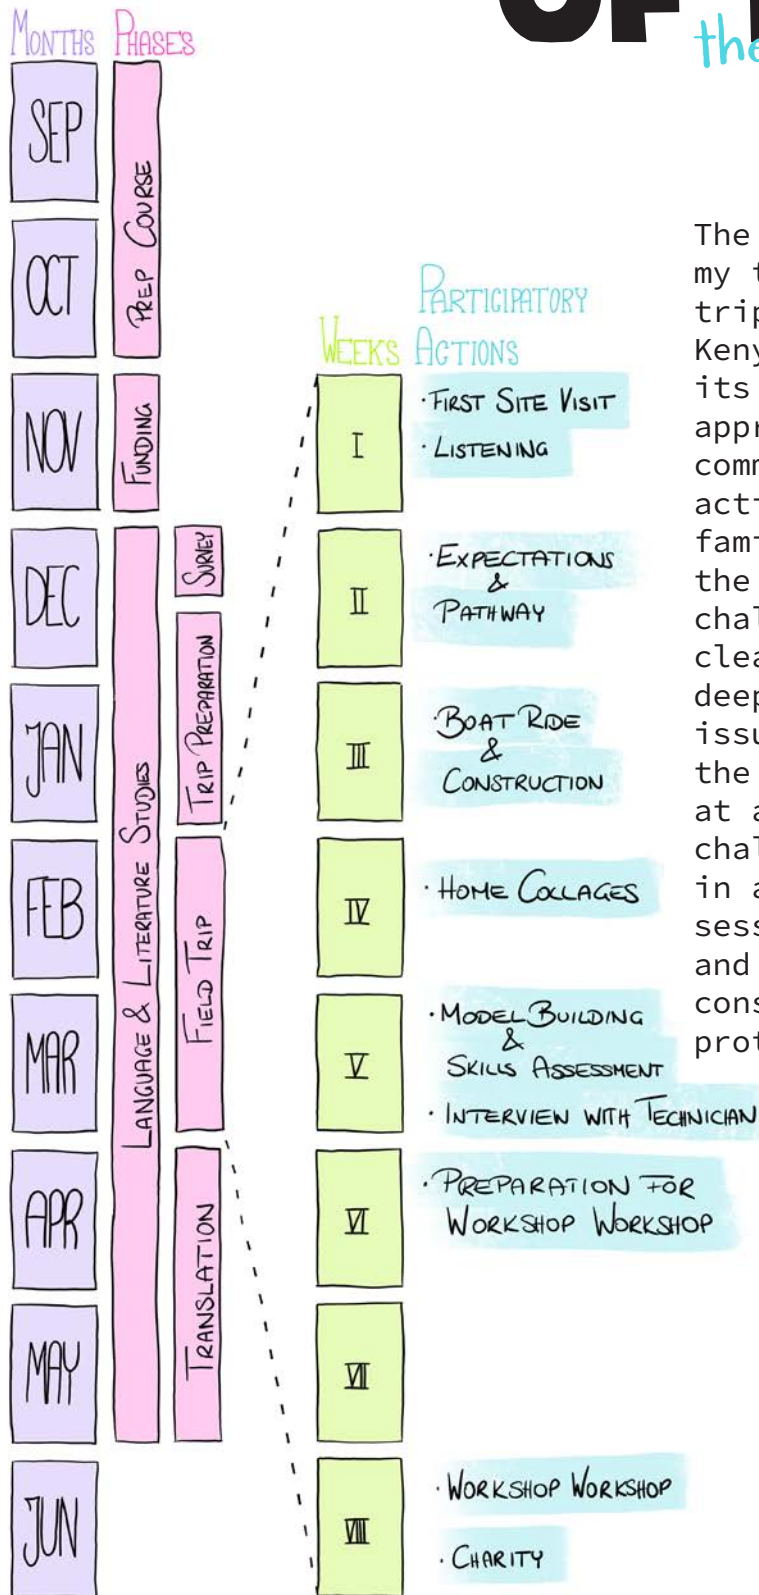 OF
the
MONTHS PHASES
SEP
OCT
NOV
DEC
JAN
FEB
MAR
APR
MAY
JUN
PREP COURSE
FUNDING
LANGUAGE & LITERATURE STUDIES
SURVEY
TRIP PREPARATION
FIELD TRIP
TRANSLATION
WEEKS
PARTICIPATORY
ACTIONS
I
· FIRST SITE VISIT
· LISTENING
II
· EXPECTATIONS
&
PATHWAY
III
· BOAT RIDE
&
CONSTRUCTION
IV
· HOME COLLAGES
V
· MODEL BUILDING
&
SKILLS ASSESSMENT
· INTERVIEW WITH TECHNICIAN
VI
· PREPARATION FOR
WORKSHOP WORKSHOP
VII
VIII
· WORKSHOP WORKSHOP
· CHARITY
The
my t
trip
Keny
its
appr
comm
acti
fami
the
chal
clea
deep
issu
the
at a
chal
in a
sess
and
cons
prot